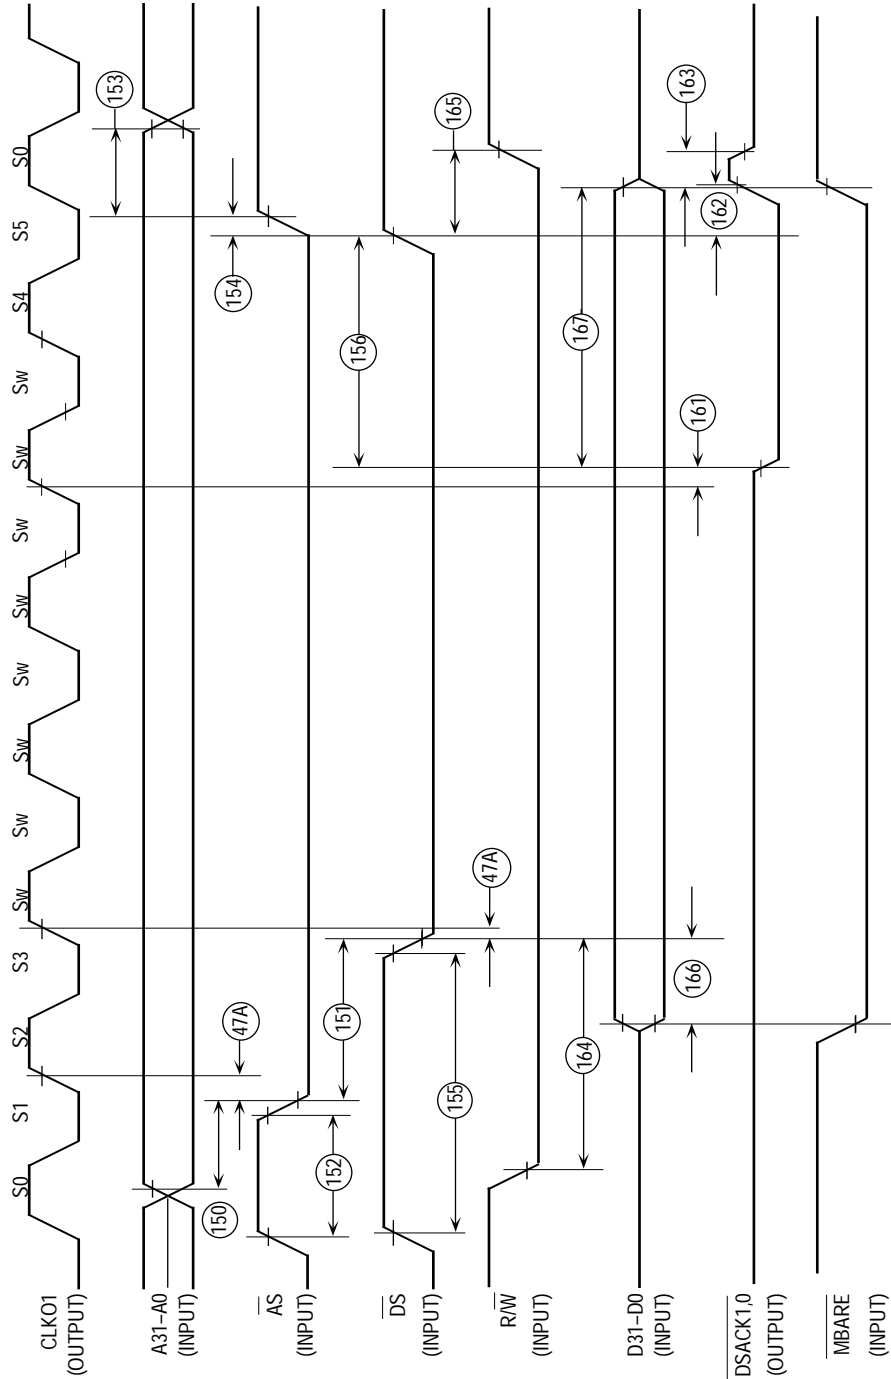 S0
S1
S2
S3
Sw
Sw
Sw
Sw
Sw
Sw
Sw
Sw
S4
S5
S0
CLKO1
(OUTPUT)
A31–A0
(INPUT)
150
153
AS
(INPUT)
152
47A
154
DS
(INPUT)
151
156
155
R/W
(INPUT)
47A
165
D31–D0
(INPUT)
164
167
DSACK1,0
(OUTPUT)
166
161
162
163
MBARE
(INPUT)